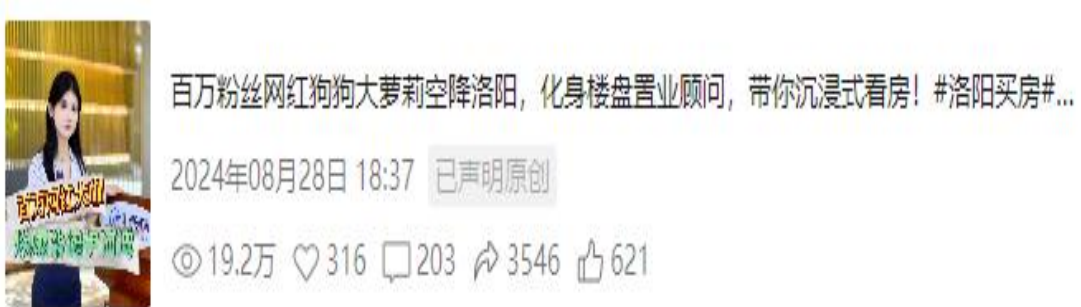 百万粉丝网红狗狗大萝莉空降洛阳，化身楼盘置业顾问，带你沉浸式看房！#洛阳买房#...
2024年08月28日 18:37 已声明原创
19.2万 316 203 3546 621